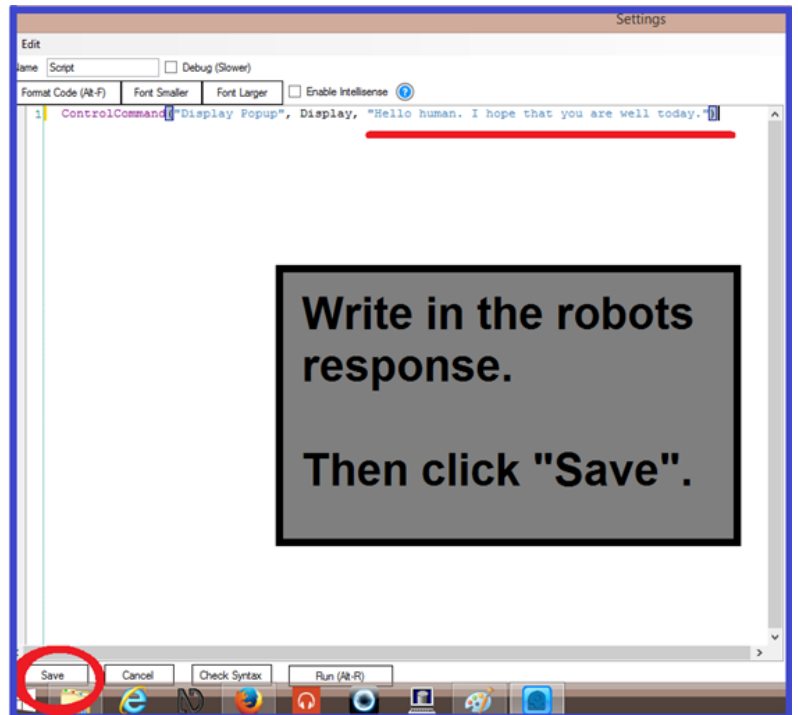 Settings
Edit
Name Script Debug (Slower)
Format Code (Alt-F) Font Smaller Font Larger Enable Intellisense ?
1 ControlCommand("Display Popup", Display, "Hello human. I hope that you are well today.")
Write in the robots
response.
Then click "Save".
Save Cancel Check Syntax Run (Alt-R)